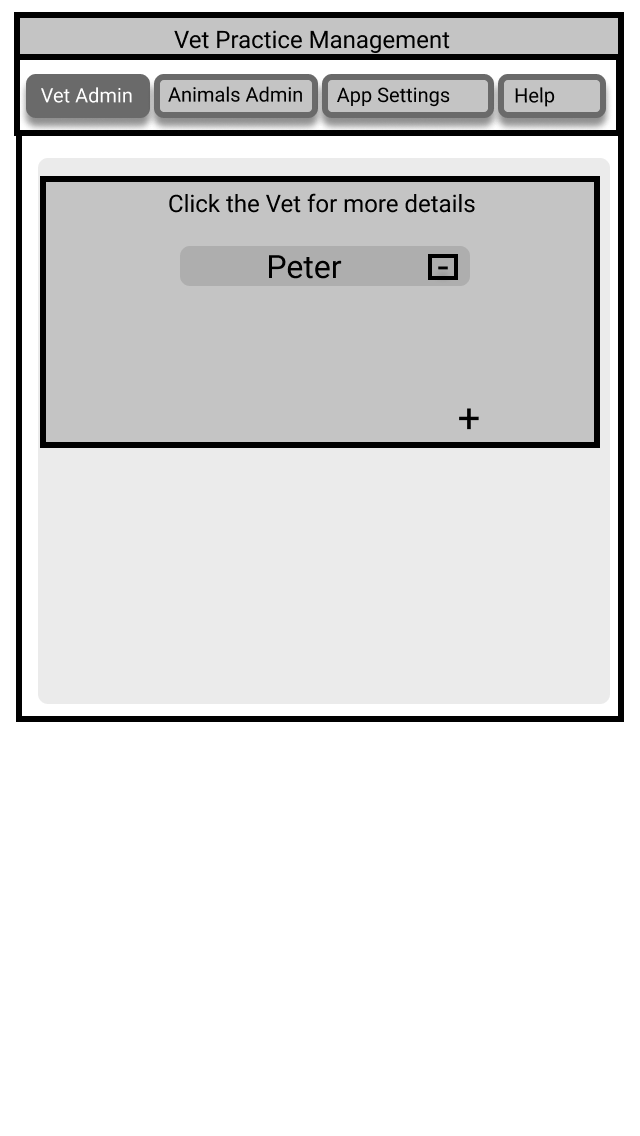 Vet Practice Management
Vet Admin Animals Admin App Settings Help
Click the Vet for more details
Peter -
+